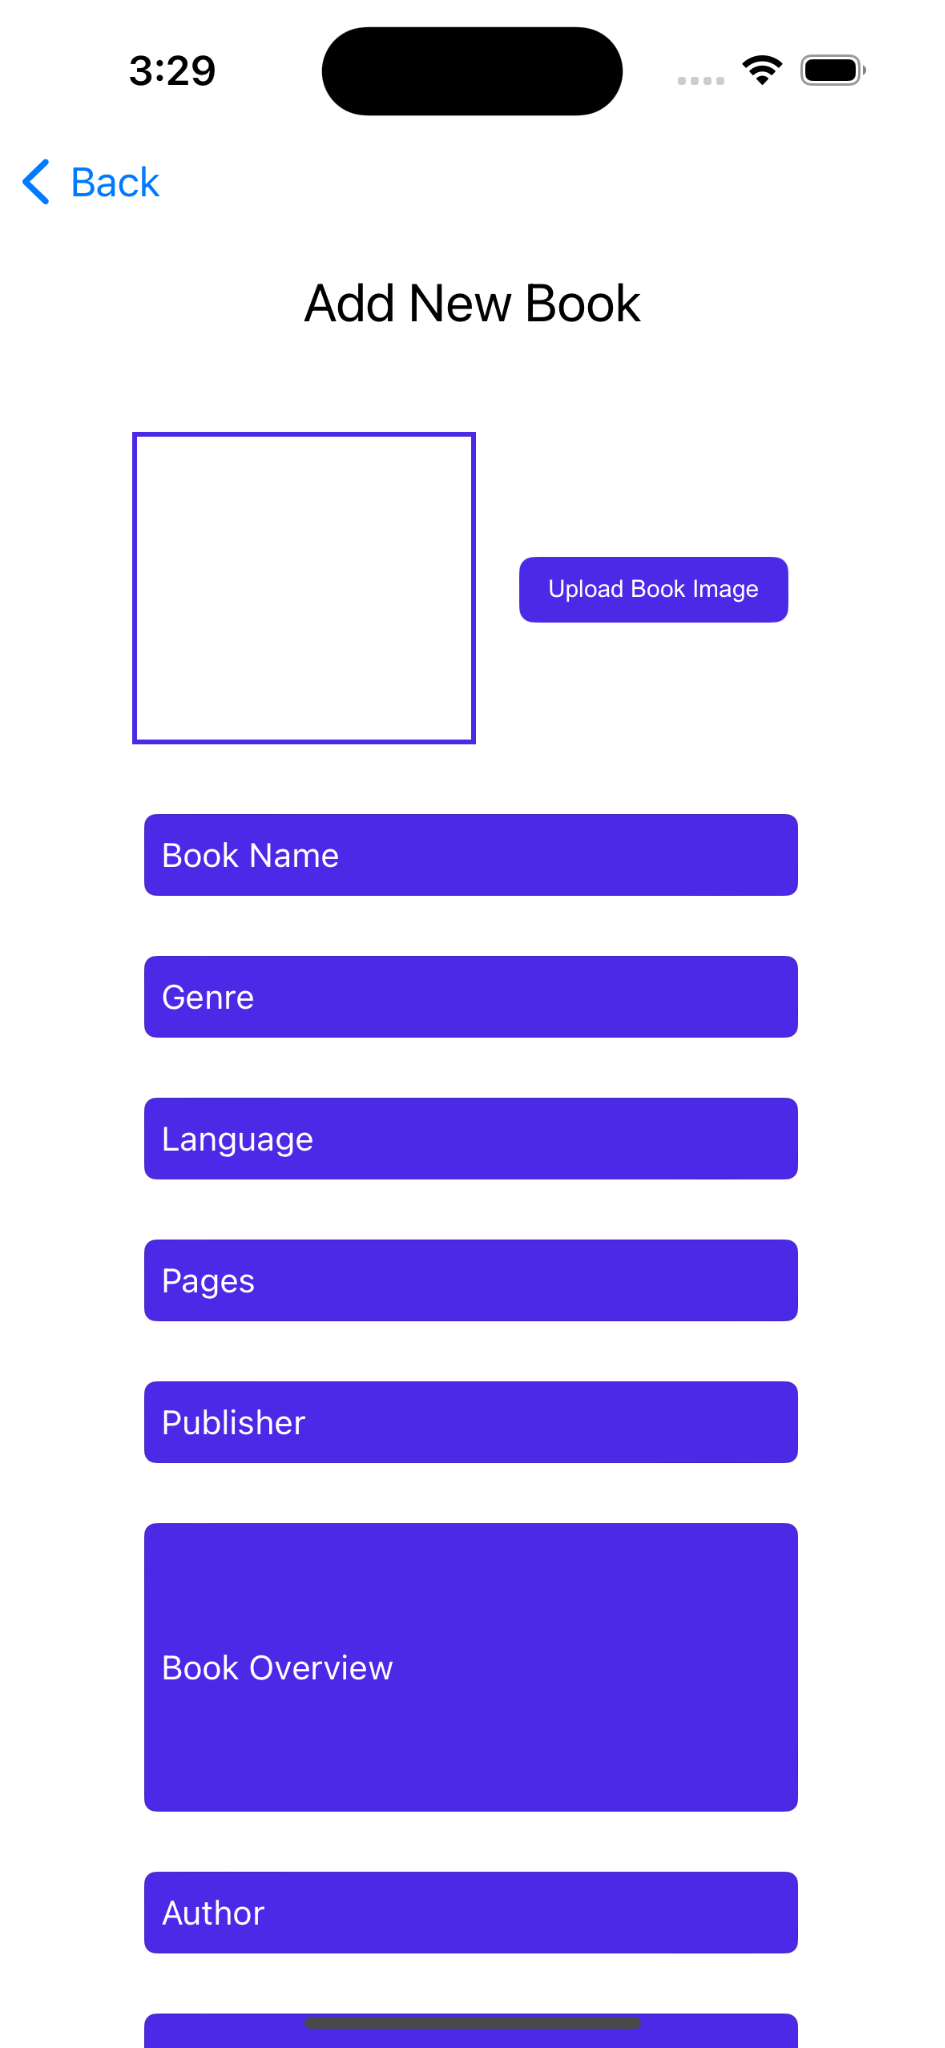 3:29
Back
Add New Book
Upload Book Image
Book Name
Genre
Language
Pages
Publisher
Book Overview
Author